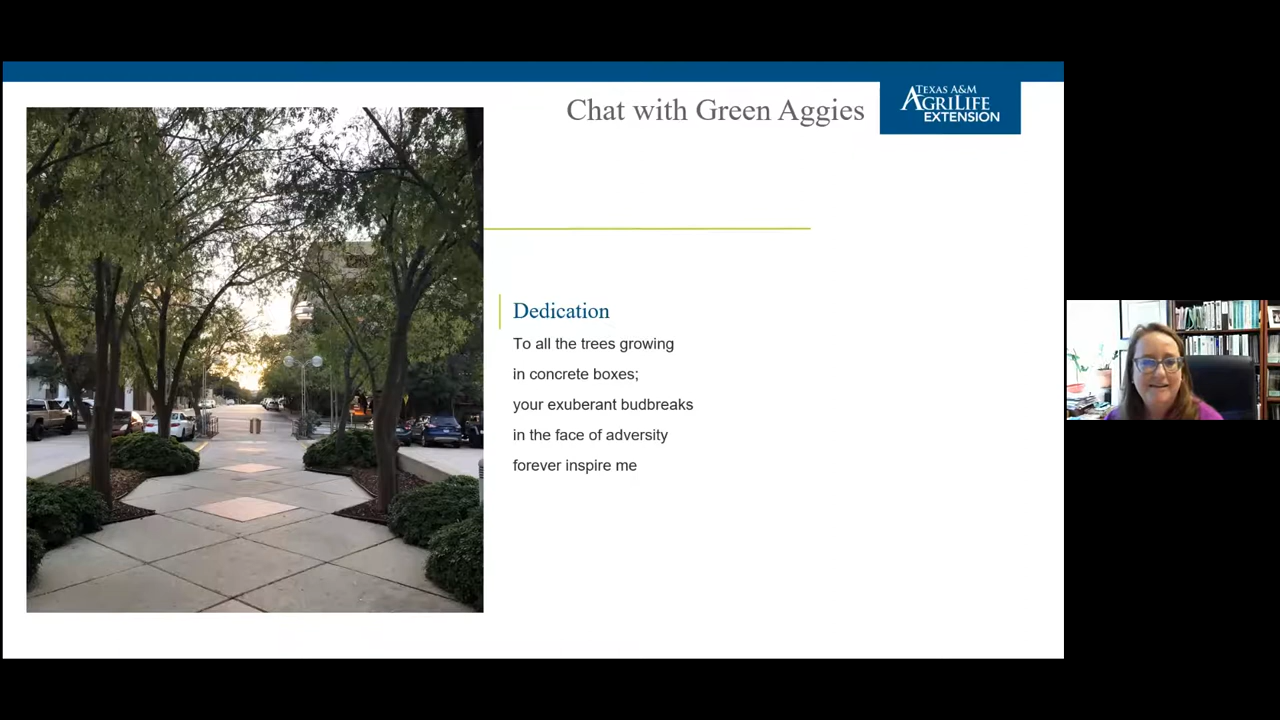 Chat with Green Aggies
TEXAS A&M
AGRILIFE
EXTENSION
Dedication
To all the trees growing
in concrete boxes;
your exuberant budbreaks
in the face of adversity
forever inspire me